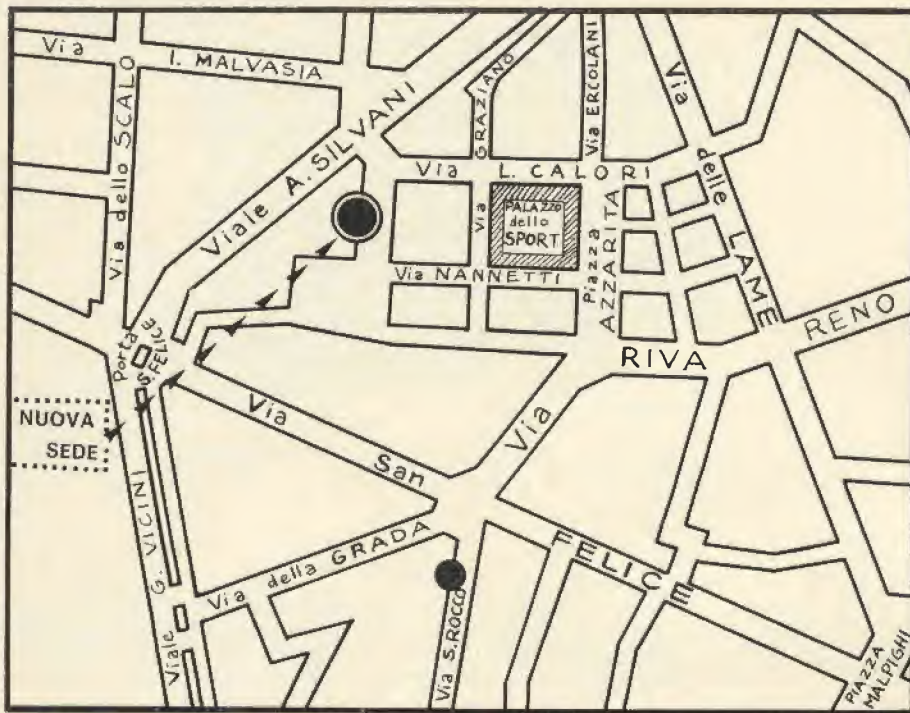 Via I. MALVASIA
Via dello SCALO
Viale A. SILVANI
Via GRAZIANO
Via ERCOLANI
Via delle LAME
Via L. CALORI
PALAZZO
dello
SPORT
Piazza
AZZARITA
Via NANNETTI
Porta
S. FELICE
Via RIVA RENO
NUOVA
SEDE
Via San FELICE
Viale G. VICINI
Via della GRADA
Via S. ROCCO
PIAZZA
MALPIGHI